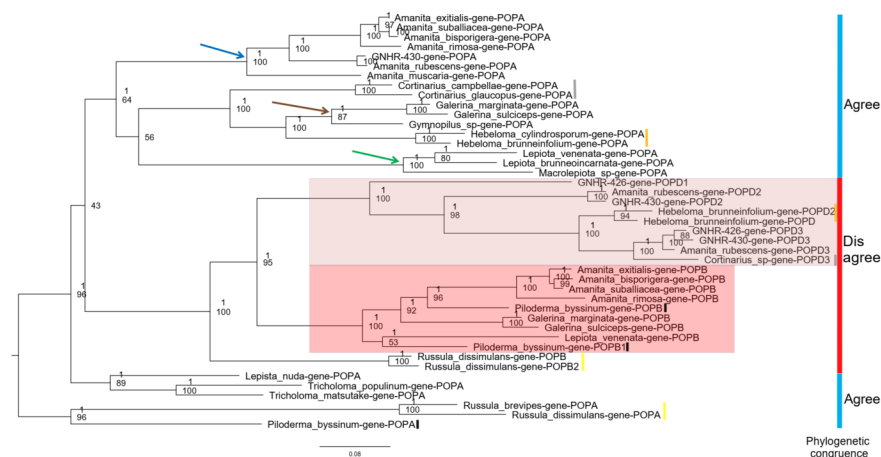 Amanita_exitialis-gene-POPA
Amanita_suballiacea-gene-POPA
Amanita_bisporigera-gene-POPA
Amanita_rimosa-gene-POPA
GNHR-430-gene-POPA
Amanita_rubescens-gene-POPA
Amanita_muscaria-gene-POPA
Cortinarius_campbellae-gene-POPA
Cortinarius_glaucopus-gene-POPA
Galerina_marginata-gene-POPA
Galerina_sulciceps-gene-POPA
Gymnopilus_sp-gene-POPA
Hebeloma_cylindrosporum-gene-POPA
Hebeloma_brunneifolium-gene-POPA
Lepiota_venenata-gene-POPA
Lepiota_brunneoincarnata-gene-POPA
Macrolepiota_sp-gene-POPA
GNHR-426-gene-POPD1
Amanita_rubescens-gene-POPD2
GNHR-430-gene-POPD2
Hebeloma_brunneifolium-gene-POPD2
Hebeloma_brunneifolium-gene-POPD
GNHR-426-gene-POPD3
GNHR-430-gene-POPD3
Amanita_rubescens-gene-POPD3
Cortinarius_sp-gene-POPD3
Amanita_exitialis-gene-POPB
Amanita_bisporigera-gene-POPB
Amanita_suballiacea-gene-POPB
Amanita_rimosa-gene-POPB
Piloderma_byssinum-gene-POPB
Galerina_marginata-gene-POPB
Galerina_sulciceps-gene-POPB
Lepiota_venenata-gene-POPB
Piloderma_byssinum-gene-POPB1
Russula_dissimulans-gene-POPB
Russula_dissimulans-gene-POPB2
Lepista_nuda-gene-POPA
Tricholoma_populinum-gene-POPA
Tricholoma_matsutake-gene-POPA
Russula_brevipes-gene-POPA
Russula_dissimulans-gene-POPA
Piloderma_byssinum-gene-POPA
Agree
Dis
agree
Agree
Phylogenetic
congruence
0.08